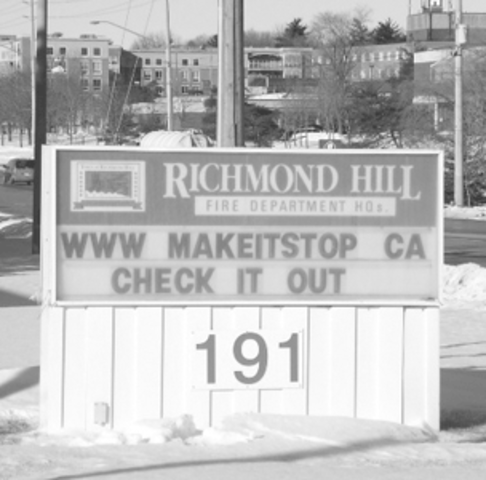 RICHMOND HILL
FIRE DEPARTMENT HQs.
WWW MAKEITSTOP CA
CHECK IT OUT
191